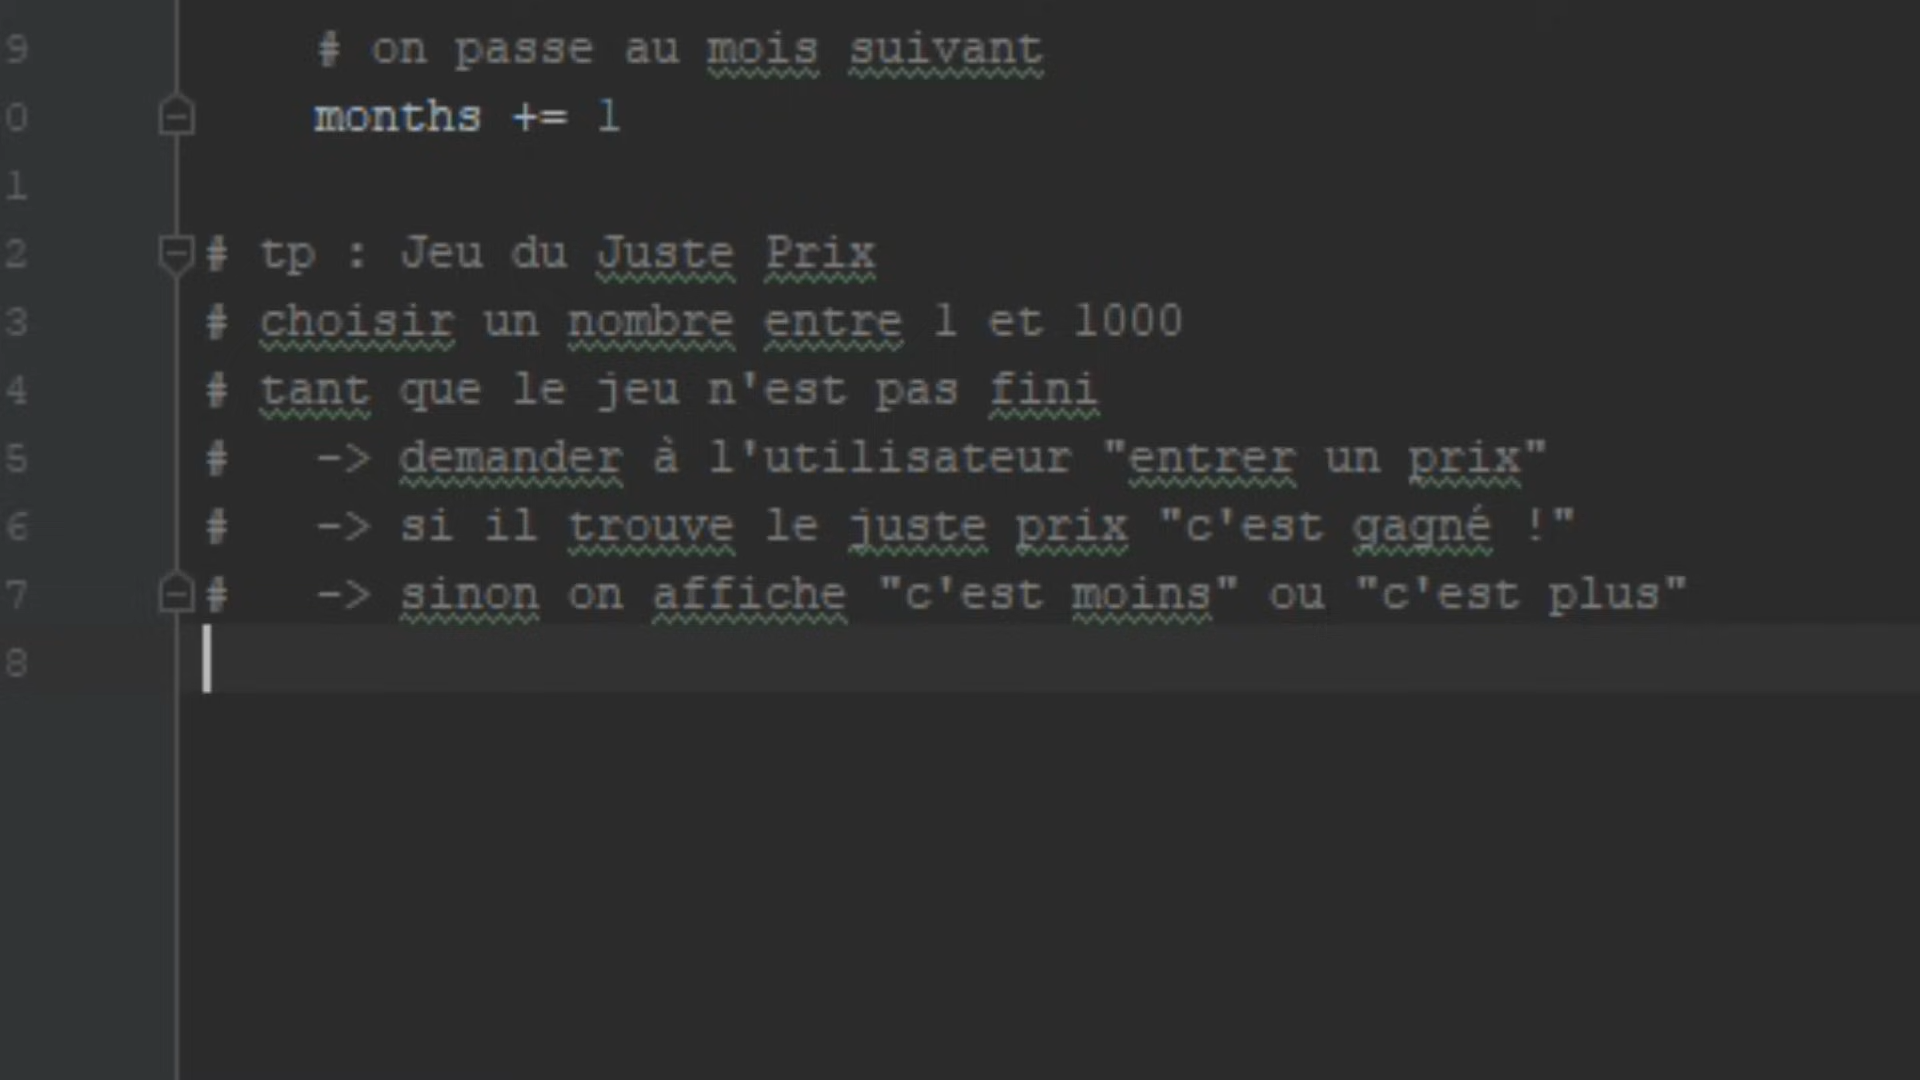 9 # on passe au mois suivant
0 months += 1
1
2 # tp : Jeu du Juste Prix
3 # choisir un nombre entre 1 et 1000
4 # tant que le jeu n'est pas fini
5 #   -> demander à l'utilisateur "entrer un prix"
6 #   -> si il trouve le juste prix "c'est gagné !"
7 #   -> sinon on affiche "c'est moins" ou "c'est plus"
8